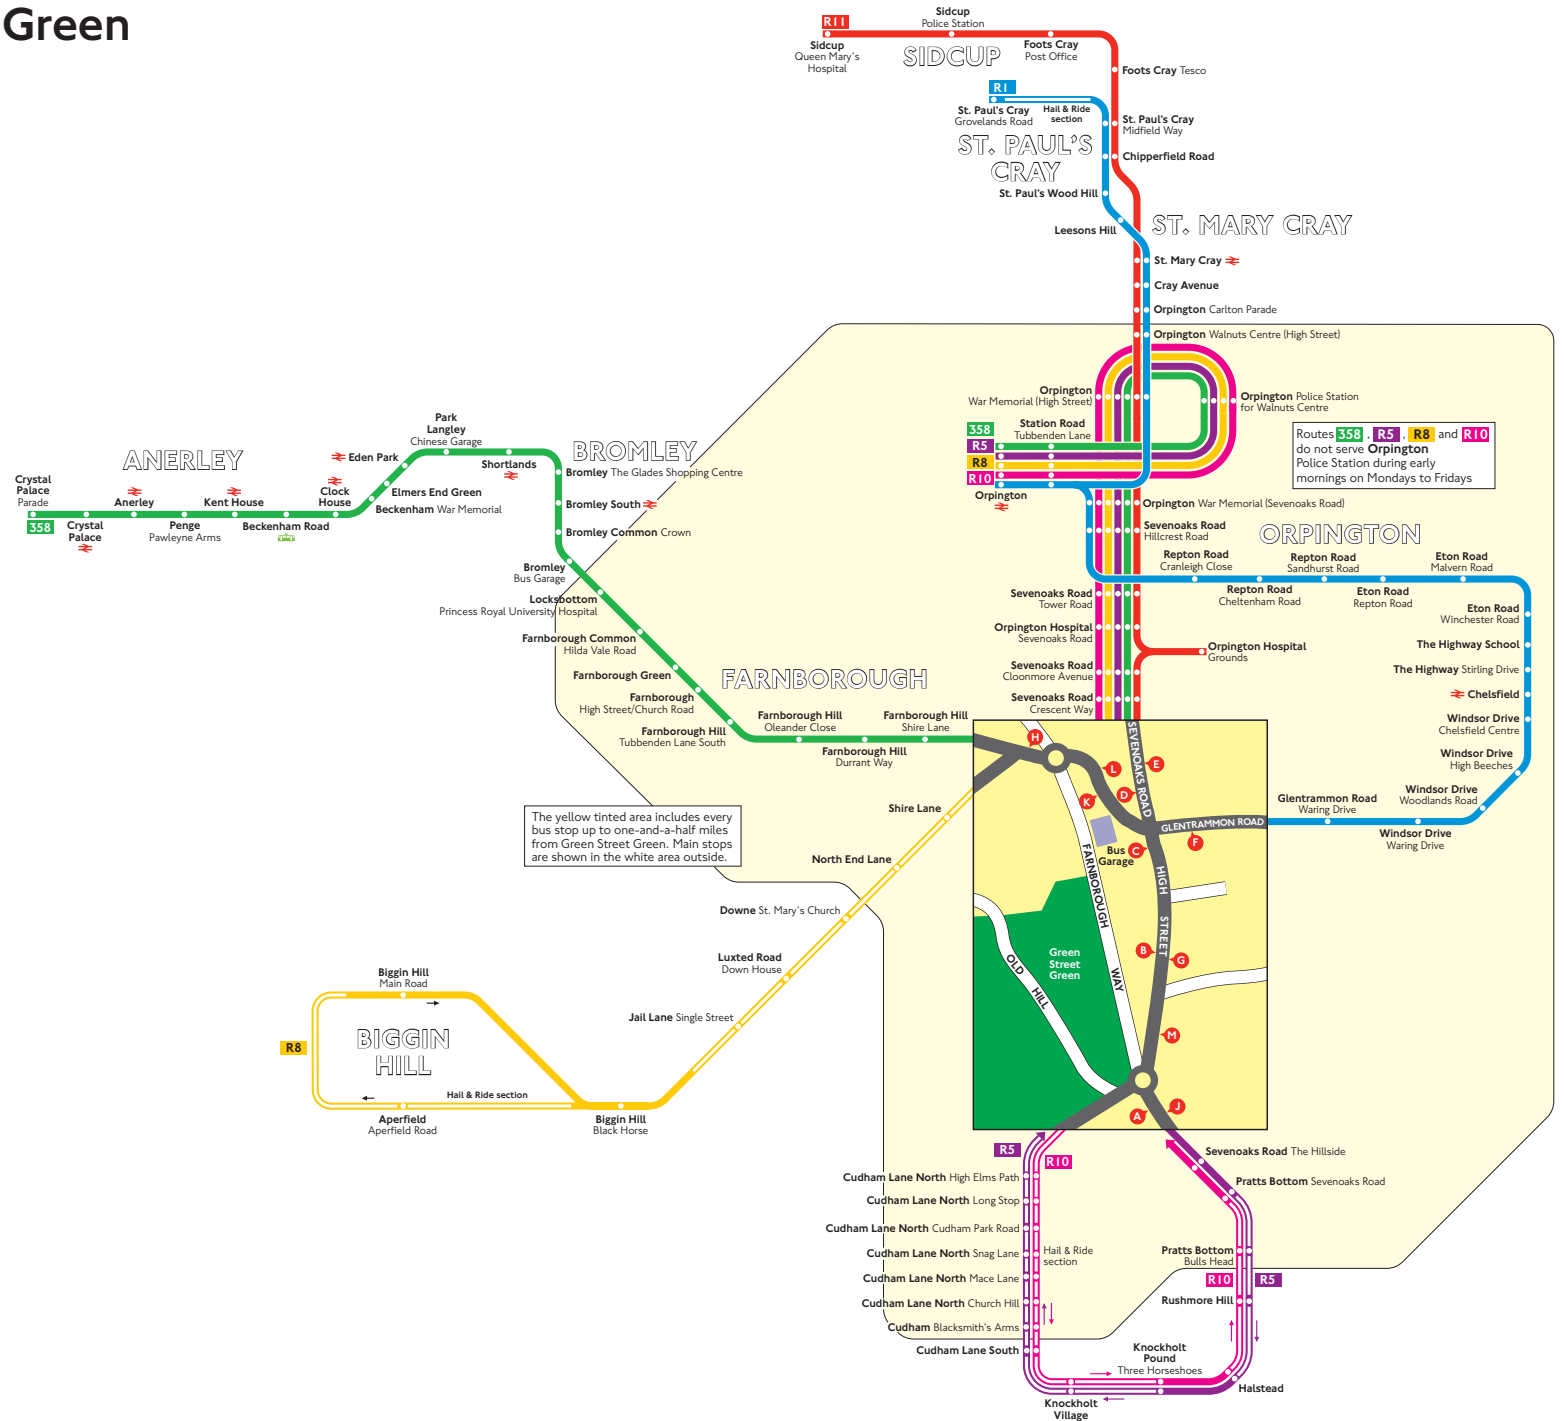 Green
R11
Sidcup
Queen Mary's
Hospital
Sidcup
Police Station
SIDCUP
Foots Cray
Post Office
Foots Cray Tesco
R1
St. Paul's Cray
Grovelands Road
Hail & Ride
section
St. Paul's Cray
Midfield Way
ST. PAUL'S
CRAY
Chipperfield Road
St. Paul's Wood Hill
Leesons Hill
ST. MARY CRAY
St. Mary Cray
Cray Avenue
Orpington Carlton Parade
Orpington Walnuts Centre (High Street)
Orpington
War Memorial (High Street)
Orpington Police Station
for Walnuts Centre
Station Road
Tubbenden Lane
358
R5
R8
R10
Orpington
Routes 358 , R5 , R8 and R10
do not serve Orpington
Police Station during early
mornings on Mondays to Fridays
Orpington War Memorial (Sevenoaks Road)
Sevenoaks Road
Hillcrest Road
ORPINGTON
Repton Road
Cranleigh Close
Repton Road
Sandhurst Road
Eton Road
Malvern Road
Repton Road
Cheltenham Road
Eton Road
Repton Road
Eton Road
Winchester Road
The Highway School
The Highway Stirling Drive
Chelsfield
Windsor Drive
Chelsfield Centre
Windsor Drive
High Beeches
Windsor Drive
Woodlands Road
Glentrammon Road
Waring Drive
Windsor Drive
Waring Drive
Sevenoaks Road
Tower Road
Orpington Hospital
Sevenoaks Road
Orpington Hospital
Grounds
Sevenoaks Road
Cloonmore Avenue
Sevenoaks Road
Crescent Way
ANERLEY
Crystal
Palace
Parade
358
Crystal
Palace
Anerley
Penge
Pawleyne Arms
Kent House
Beckenham Road
Clock
House
Eden Park
Elmers End Green
Beckenham War Memorial
Park
Langley
Chinese Garage
Shortlands
BROMLEY
Bromley The Glades Shopping Centre
Bromley South
Bromley Common Crown
Bromley
Bus Garage
Locksbottom
Princess Royal University Hospital
Farnborough Common
Hilda Vale Road
Farnborough Green
Farnborough
High Street/Church Road
FARNBOROUGH
Farnborough Hill
Tubbenden Lane South
Farnborough Hill
Oleander Close
Farnborough Hill
Durrant Way
Farnborough Hill
Shire Lane
Shire Lane
The yellow tinted area includes every
bus stop up to one-and-a-half miles
from Green Street Green. Main stops
are shown in the white area outside.
North End Lane
Downe St. Mary's Church
Luxted Road
Down House
Jail Lane Single Street
Biggin Hill
Main Road
BIGGIN
HILL
R8
Hail & Ride section
Aperfield
Aperfield Road
Biggin Hill
Black Horse
H
L
E
K
D
SEVENOAKS ROAD
GLENTRAMMON ROAD
F
C
Bus
Garage
FARNBOROUGH
WAY
HIGH
STREET
B
G
Green
Street
Green
OLD
HILL
M
A
J
R5
R10
Cudham Lane North High Elms Path
Cudham Lane North Long Stop
Cudham Lane North Cudham Park Road
Cudham Lane North Snag Lane
Hail & Ride
section
Cudham Lane North Mace Lane
Cudham Lane North Church Hill
Cudham Blacksmith's Arms
Cudham Lane South
Sevenoaks Road The Hillside
Pratts Bottom Sevenoaks Road
Pratts Bottom
Bulls Head
R10
R5
Rushmore Hill
Knockholt
Pound
Three Horseshoes
Halstead
Knockholt
Village